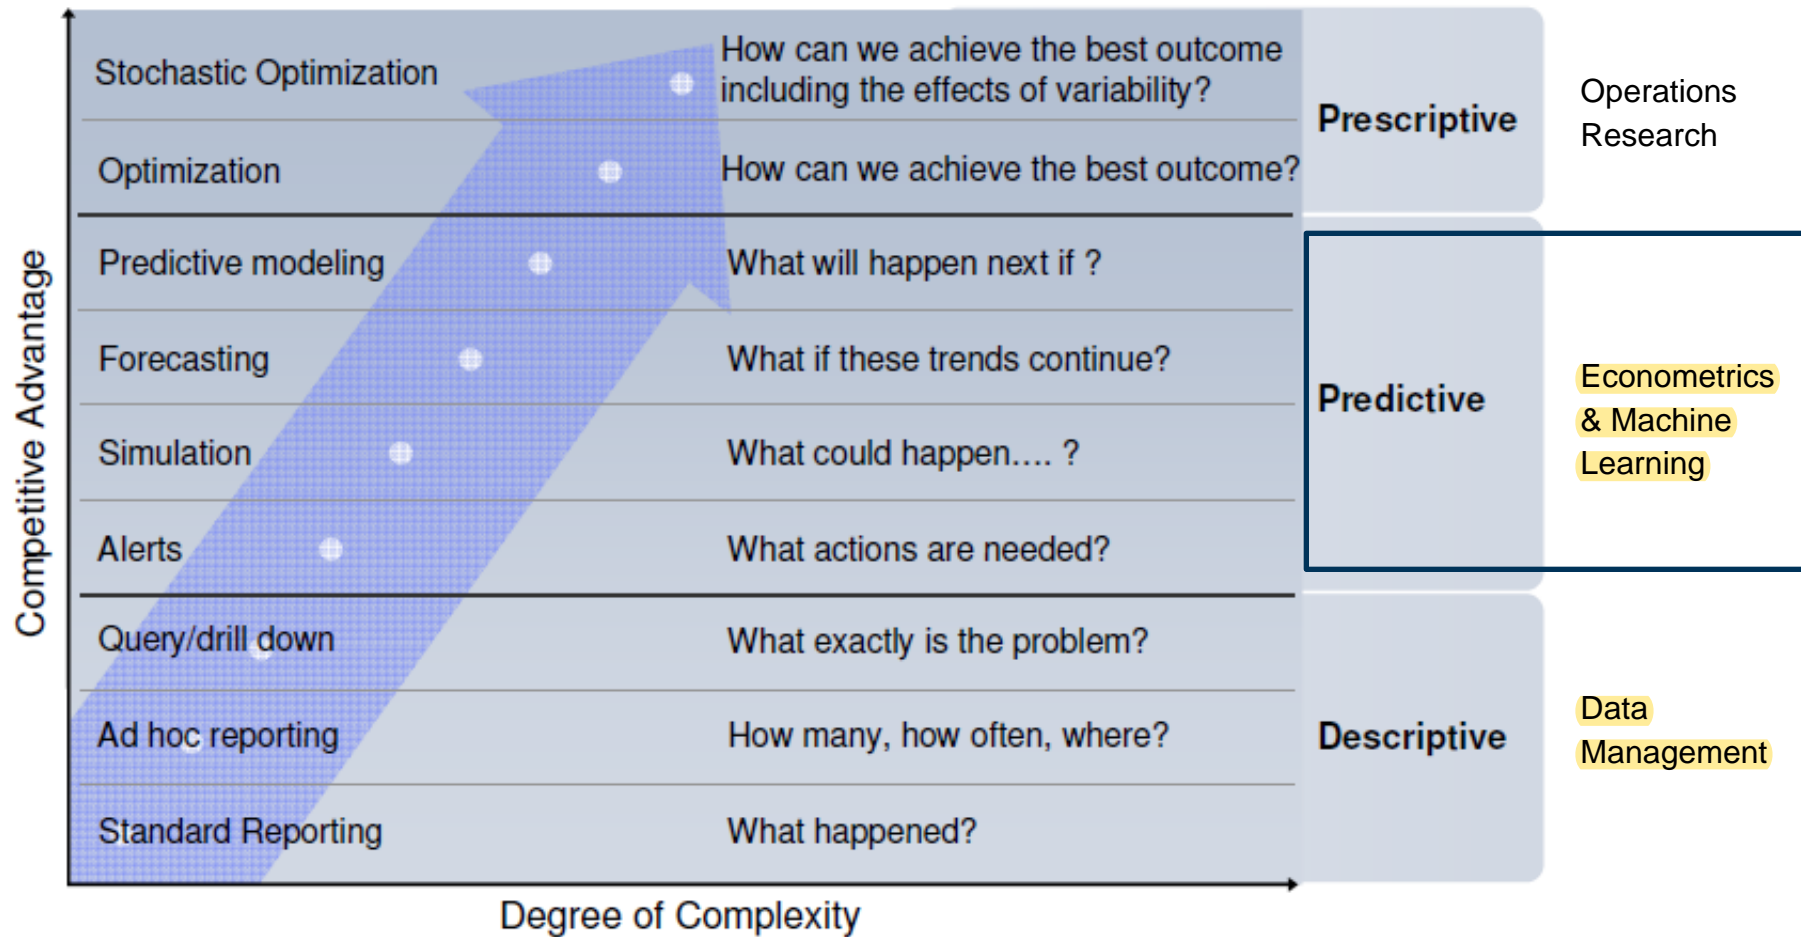 Competitive Advantage
Stochastic Optimization
How can we achieve the best outcome
including the effects of variability?
Optimization
How can we achieve the best outcome?
Prescriptive
Operations
Research
Predictive modeling
What will happen next if ?
Forecasting
What if these trends continue?
Simulation
What could happen.... ?
Alerts
What actions are needed?
Predictive
Econometrics
& Machine
Learning
Query/drill down
What exactly is the problem?
Ad hoc reporting
How many, how often, where?
Standard Reporting
What happened?
Descriptive
Data
Management
Degree of Complexity